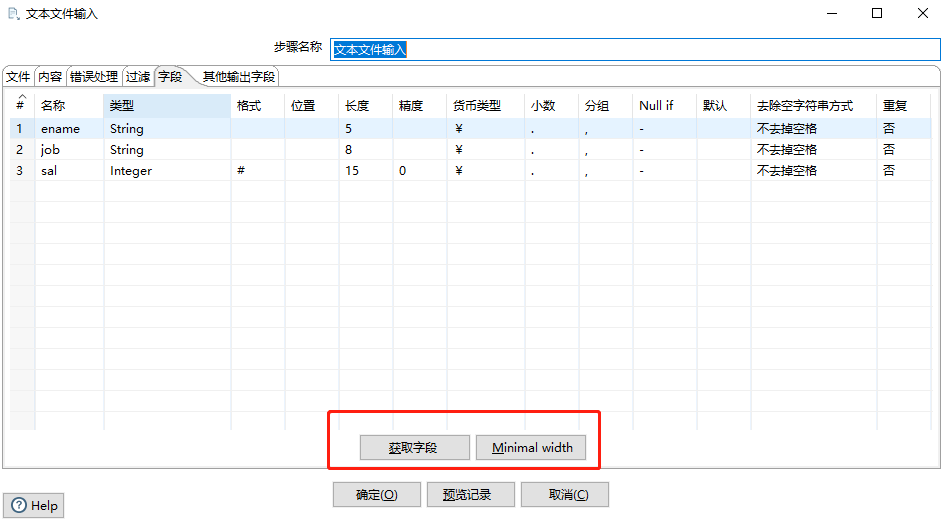 文本文件输入
步骤名称 文本文件输入
文件 内容 错误处理 过滤 字段 其他输出字段
# 名称 类型 格式 位置 长度 精度 货币类型 小数 分组 Null if 默认 去除空字符串方式 重复
1 ename String 5 ¥ . , - 不去掉空格 否
2 job String 8 ¥ . , - 不去掉空格 否
3 sal Integer # 15 0 ¥ . , - 不去掉空格 否
获取字段 Minimal width
确定(O) 预览记录 取消(C)
Help